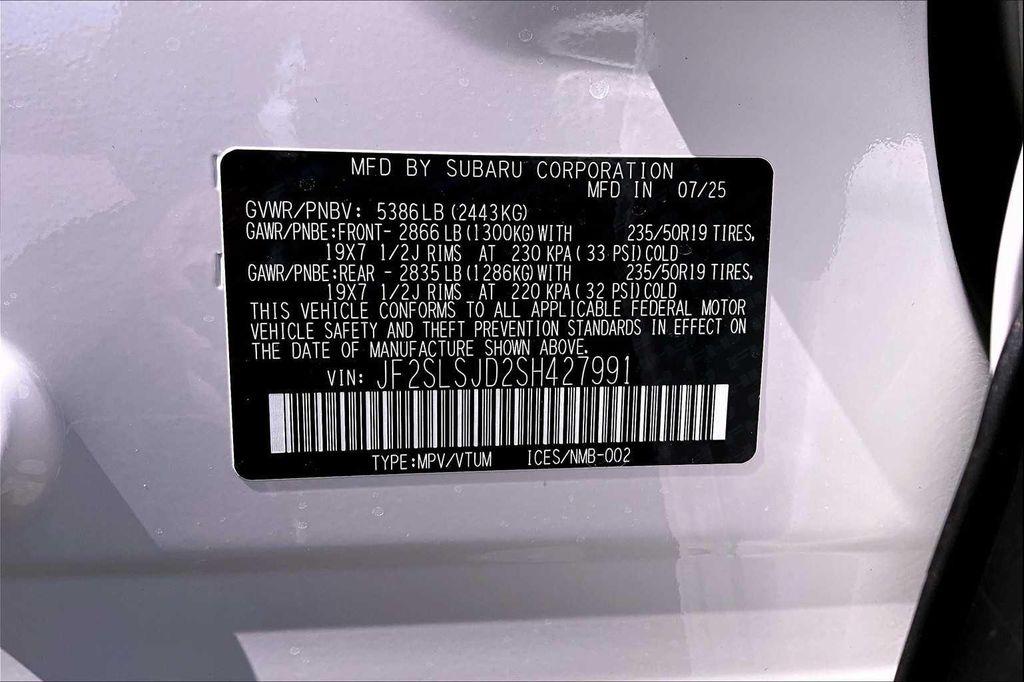 MFD BY SUBARU CORPORATION
MFD IN 07/25
GVWR/PNBV: 5386LB (2443KG)
GAWR/PNBE:FRONT- 2866 LB (1300KG) WITH 235/50R19 TIRES,
19X7 1/2J RIMS AT 230 KPA ( 33 PSI) COLD
GAWR/PNBE:REAR - 2835 LB (1286KG) WITH 235/50R19 TIRES,
19X7 1/2J RIMS AT 220 KPA ( 32 PSI) COLD
THIS VEHICLE CONFORMS TO ALL APPLICABLE FEDERAL MOTOR
VEHICLE SAFETY AND THEFT PREVENTION STANDARDS IN EFFECT ON
THE DATE OF MANUFACTURE SHOWN ABOVE.
VIN: JF2SLSJD2SH427991
TYPE:MPV/VTUM ICES/NMB-002